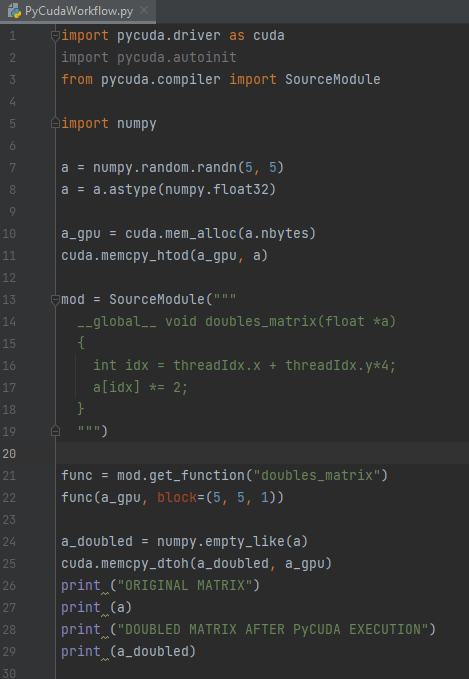 PyCudaWorkflow.py
1 import pycuda.driver as cuda
2 import pycuda.autoinit
3 from pycuda.compiler import SourceModule
4
5 import numpy
6
7 a = numpy.random.randn(5, 5)
8 a = a.astype(numpy.float32)
9
10 a_gpu = cuda.mem_alloc(a.nbytes)
11 cuda.memcpy_htod(a_gpu, a)
12
13 mod = SourceModule("""
14   __global__ void doubles_matrix(float *a)
15   {
16     int idx = threadIdx.x + threadIdx.y*4;
17     a[idx] *= 2;
18   }
19   """)
20
21 func = mod.get_function("doubles_matrix")
22 func(a_gpu, block=(5, 5, 1))
23
24 a_doubled = numpy.empty_like(a)
25 cuda.memcpy_dtoh(a_doubled, a_gpu)
26 print ("ORIGINAL MATRIX")
27 print (a)
28 print ("DOUBLED MATRIX AFTER PyCUDA EXECUTION")
29 print (a_doubled)
30